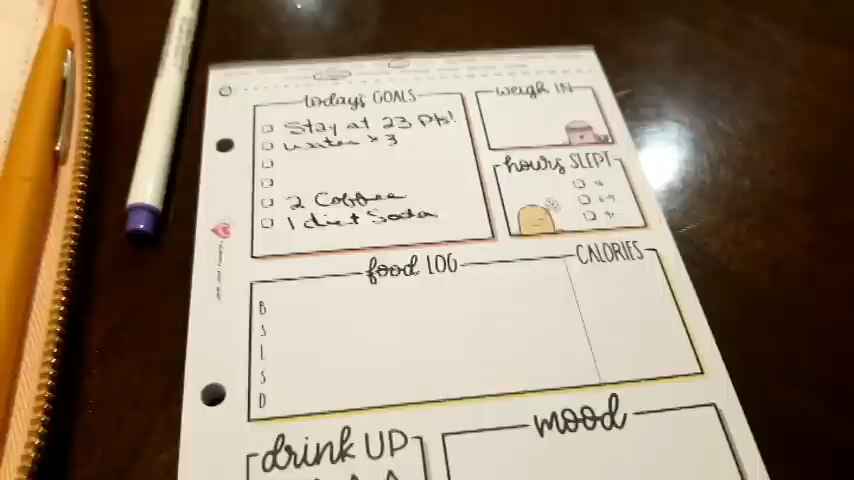 today's GOALS
Stay at 23 Pts!
water x 3
2 Coffee
1 diet Soda
weigh IN
hours SLEPT
food LOG
CALORIES
B
S
L
S
D
drink UP
mood